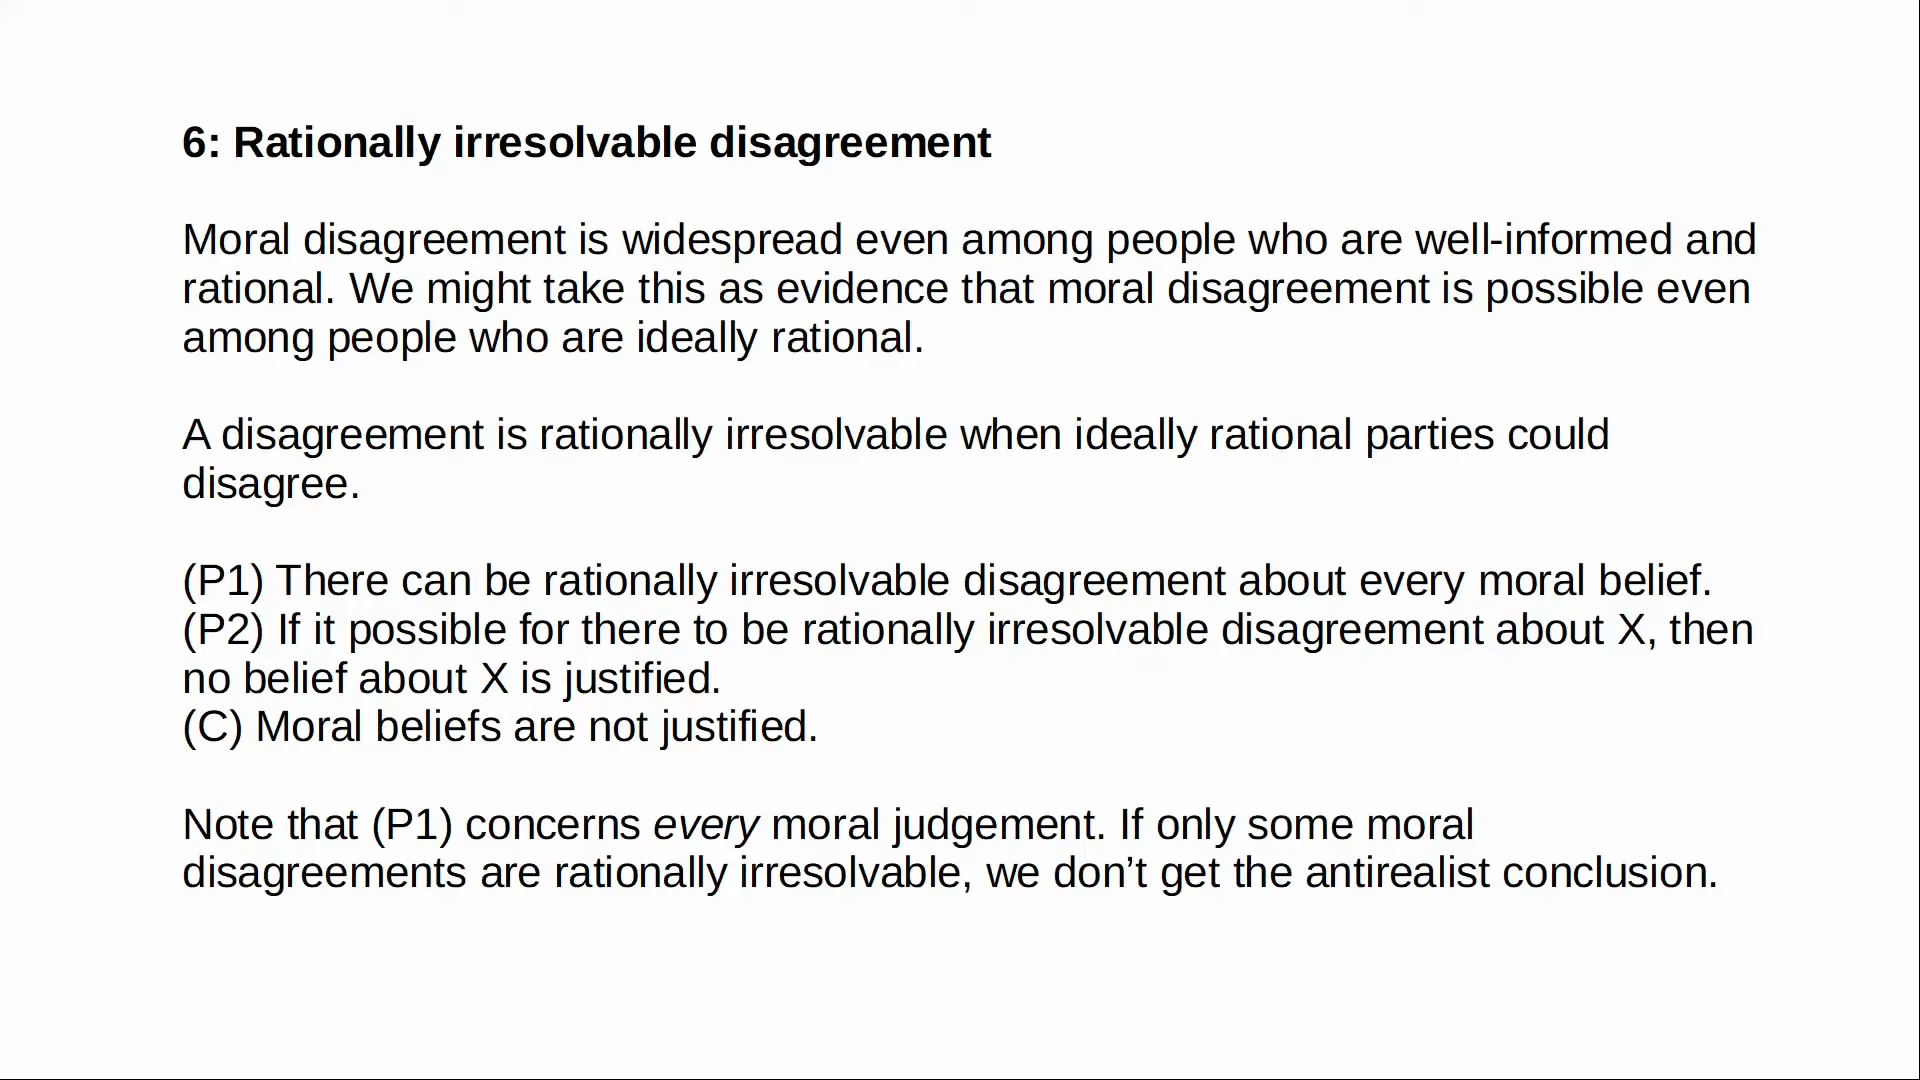 6: Rationally irresolvable disagreement
Moral disagreement is widespread even among people who are well-informed and
rational. We might take this as evidence that moral disagreement is possible even
among people who are ideally rational.
A disagreement is rationally irresolvable when ideally rational parties could
disagree.
(P1) There can be rationally irresolvable disagreement about every moral belief.
(P2) If it possible for there to be rationally irresolvable disagreement about X, then
no belief about X is justified.
(C) Moral beliefs are not justified.
Note that (P1) concerns every moral judgement. If only some moral
disagreements are rationally irresolvable, we don’t get the antirealist conclusion.